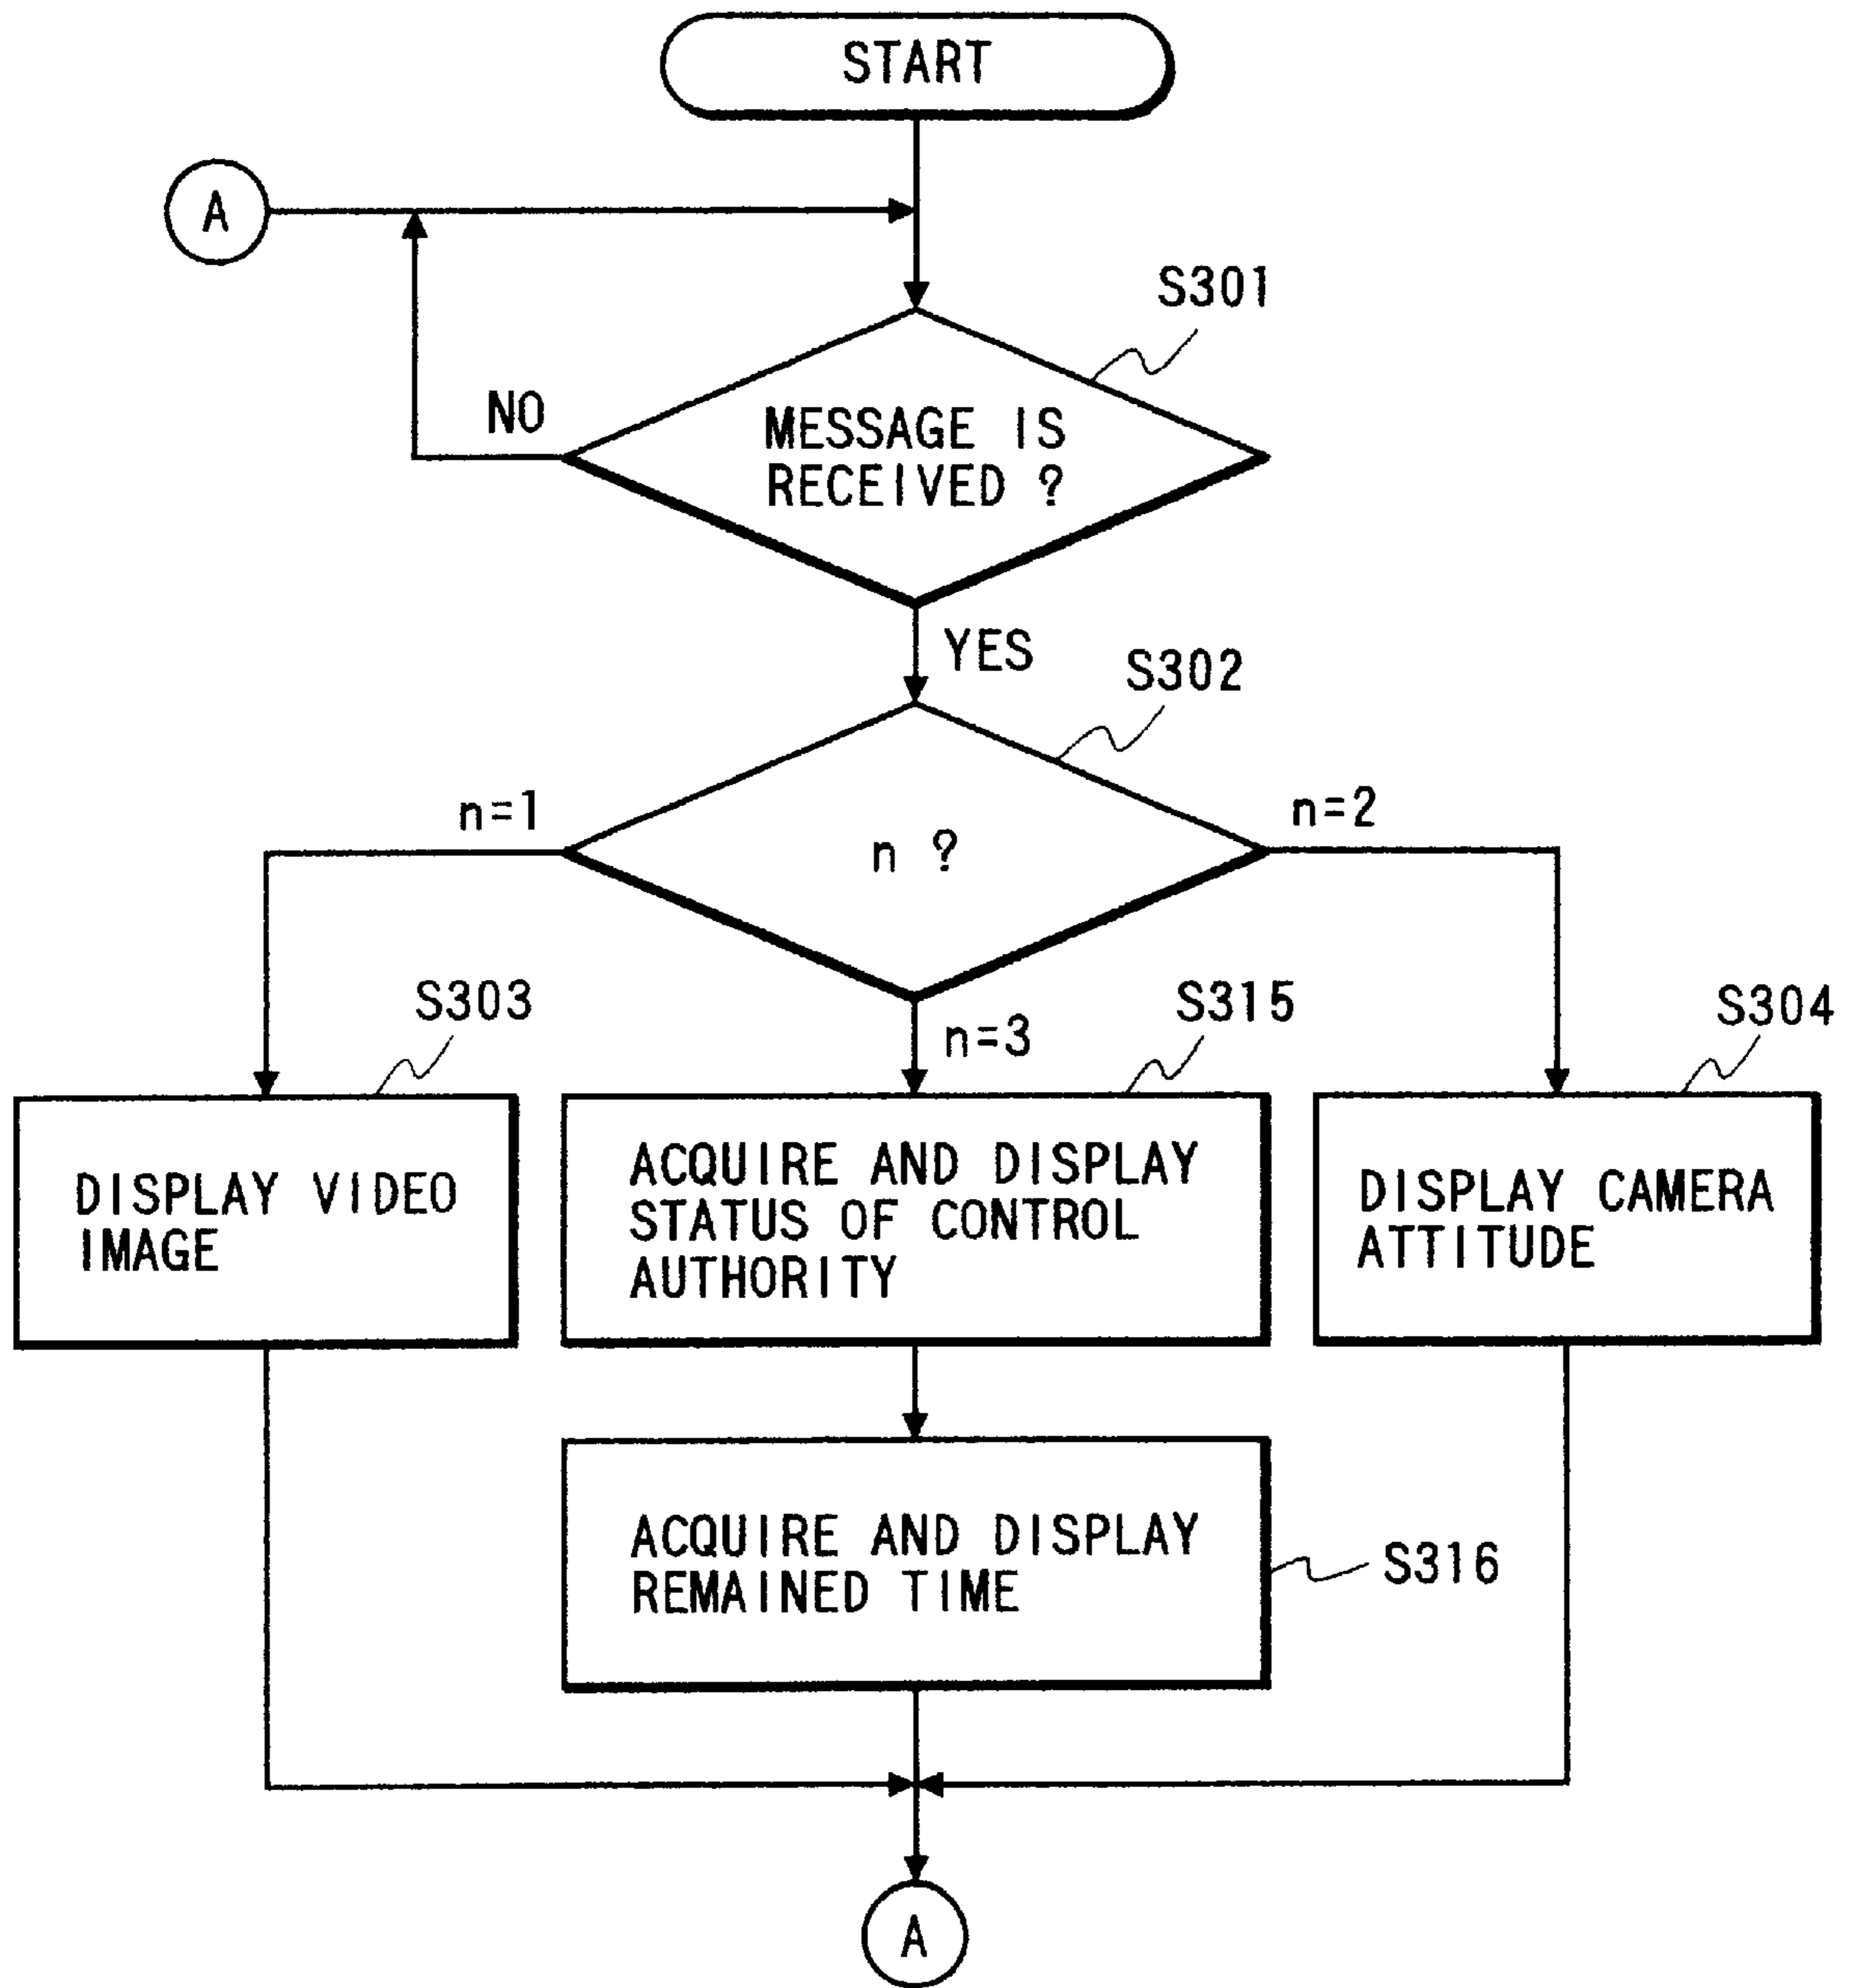 START
A
S301
NO
MESSAGE IS
RECEIVED ?
YES
S302
n=1
n ?
n=2
S303
n=3
S315
S304
DISPLAY VIDEO
IMAGE
ACQUIRE AND DISPLAY
STATUS OF CONTROL
AUTHORITY
DISPLAY CAMERA
ATTITUDE
ACQUIRE AND DISPLAY
REMAINED TIME
S316
A